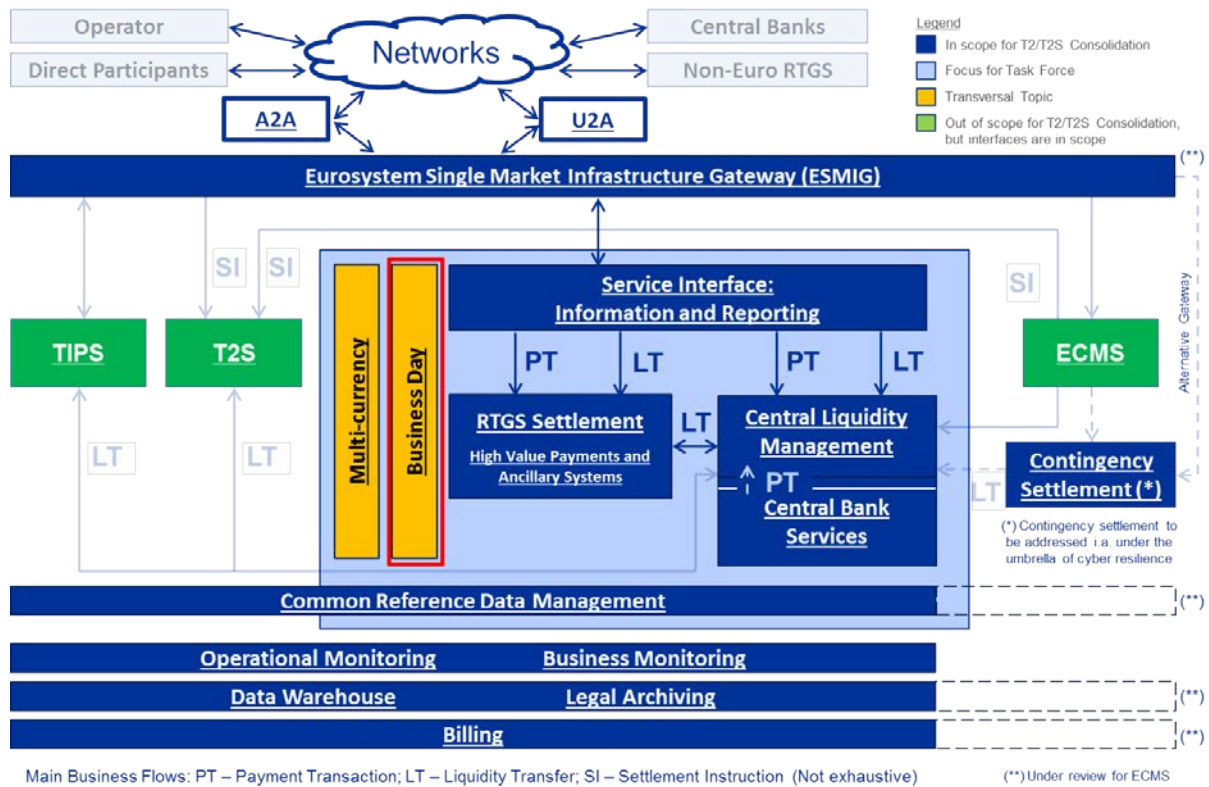 Operator
Direct Participants
Networks
Central Banks
Non-Euro RTGS
Legend
In scope for T2/T2S Consolidation
Focus for Task Force
Transversal Topic
Out of scope for T2/T2S Consolidation,
but interfaces are in scope
A2A
U2A
Eurosystem Single Market Infrastructure Gateway (ESMIG)
(**)
SI
SI
SI
Alternative Gateway
Multi-currency
Business Day
Service Interface:
Information and Reporting
PT
LT
PT
LT
TIPS
T2S
ECMS
RTGS Settlement
High Value Payments and
Ancillary Systems
LT
Central Liquidity
Management
PT
Central Bank
Services
LT
LT
LT
Contingency
Settlement (*)
(*) Contingency settlement to
be addressed i.a. under the
umbrella of cyber resilience
Common Reference Data Management
(**)
Operational Monitoring
Business Monitoring
Data Warehouse
Legal Archiving
(**)
Billing
(**)
Main Business Flows: PT – Payment Transaction; LT – Liquidity Transfer; SI – Settlement Instruction (Not exhaustive)
(**) Under review for ECMS